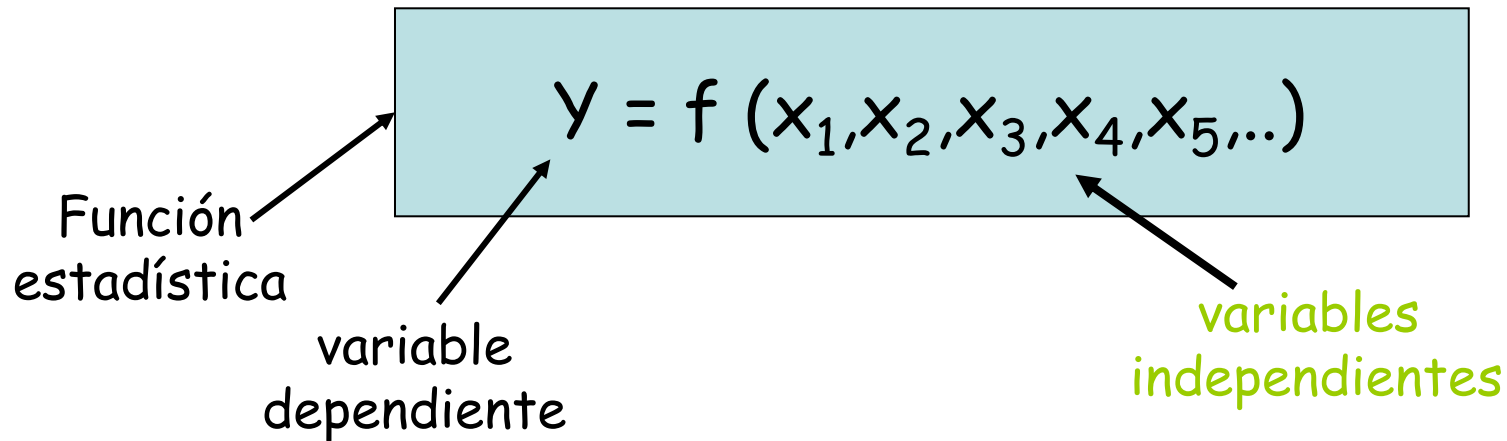 Y = f (x₁,x₂,x₃,x₄,x₅,..)
Función
estadística
variable
dependiente
variables
independientes